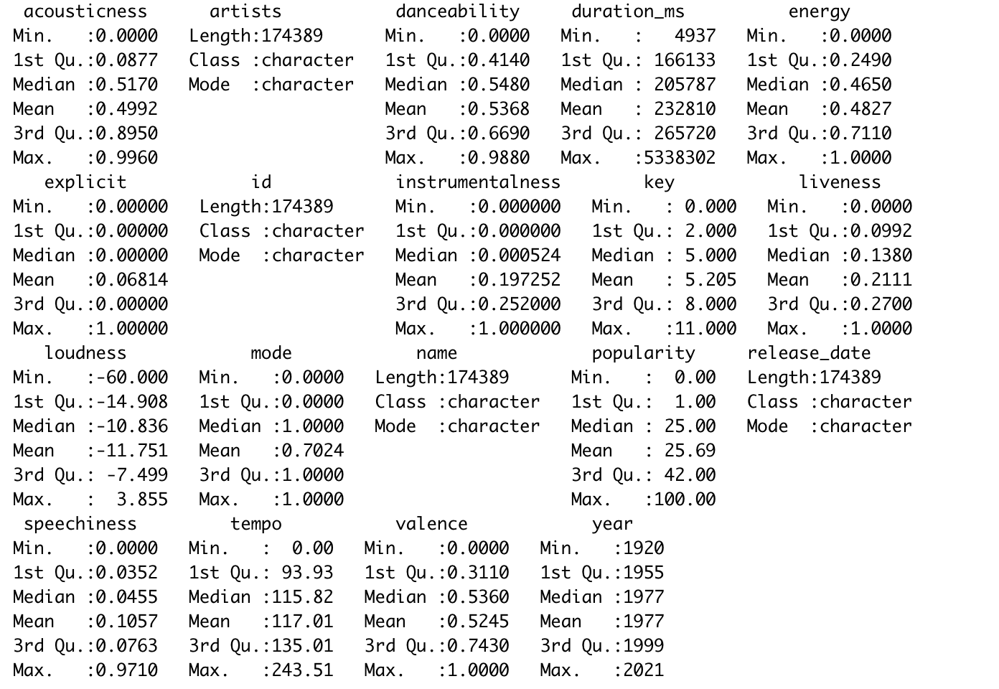 acousticness artists danceability duration_ms energy
Min. :0.0000 Length:174389 Min. :0.0000 Min. : 4937 Min. :0.0000
1st Qu.:0.0877 Class :character 1st Qu.:0.4140 1st Qu.: 166133 1st Qu.:0.2490
Median :0.5170 Mode :character Median :0.5480 Median : 205787 Median :0.4650
Mean :0.4992 Mean :0.5368 Mean : 232810 Mean :0.4827
3rd Qu.:0.8950 3rd Qu.:0.6690 3rd Qu.: 265720 3rd Qu.:0.7110
Max. :0.9960 Max. :0.9880 Max. :5338302 Max. :1.0000
explicit id instrumentalness key liveness
Min. :0.00000 Length:174389 Min. :0.000000 Min. : 0.000 Min. :0.0000
1st Qu.:0.00000 Class :character 1st Qu.:0.000000 1st Qu.: 2.000 1st Qu.:0.0992
Median :0.00000 Mode :character Median :0.000524 Median : 5.000 Median :0.1380
Mean :0.06814 Mean :0.197252 Mean : 5.205 Mean :0.2111
3rd Qu.:0.00000 3rd Qu.:0.252000 3rd Qu.: 8.000 3rd Qu.:0.2700
Max. :1.00000 Max. :1.000000 Max. :11.000 Max. :1.0000
loudness mode name popularity release_date
Min. :-60.000 Min. :0.0000 Length:174389 Min. : 0.00 Length:174389
1st Qu.:-14.908 1st Qu.:0.0000 Class :character 1st Qu.: 1.00 Class :character
Median :-10.836 Median :1.0000 Mode :character Median : 25.00 Mode :character
Mean :-11.751 Mean :0.7024 Mean : 25.69
3rd Qu.: -7.499 3rd Qu.:1.0000 3rd Qu.: 42.00
Max. : 3.855 Max. :1.0000 Max. :100.00
speechiness tempo valence year
Min. :0.0000 Min. : 0.00 Min. :0.0000 Min. :1920
1st Qu.:0.0352 1st Qu.: 93.93 1st Qu.:0.3110 1st Qu.:1955
Median :0.0455 Median :115.82 Median :0.5360 Median :1977
Mean :0.1057 Mean :117.01 Mean :0.5245 Mean :1977
3rd Qu.:0.0763 3rd Qu.:135.01 3rd Qu.:0.7430 3rd Qu.:1999
Max. :0.9710 Max. :243.51 Max. :1.0000 Max. :2021